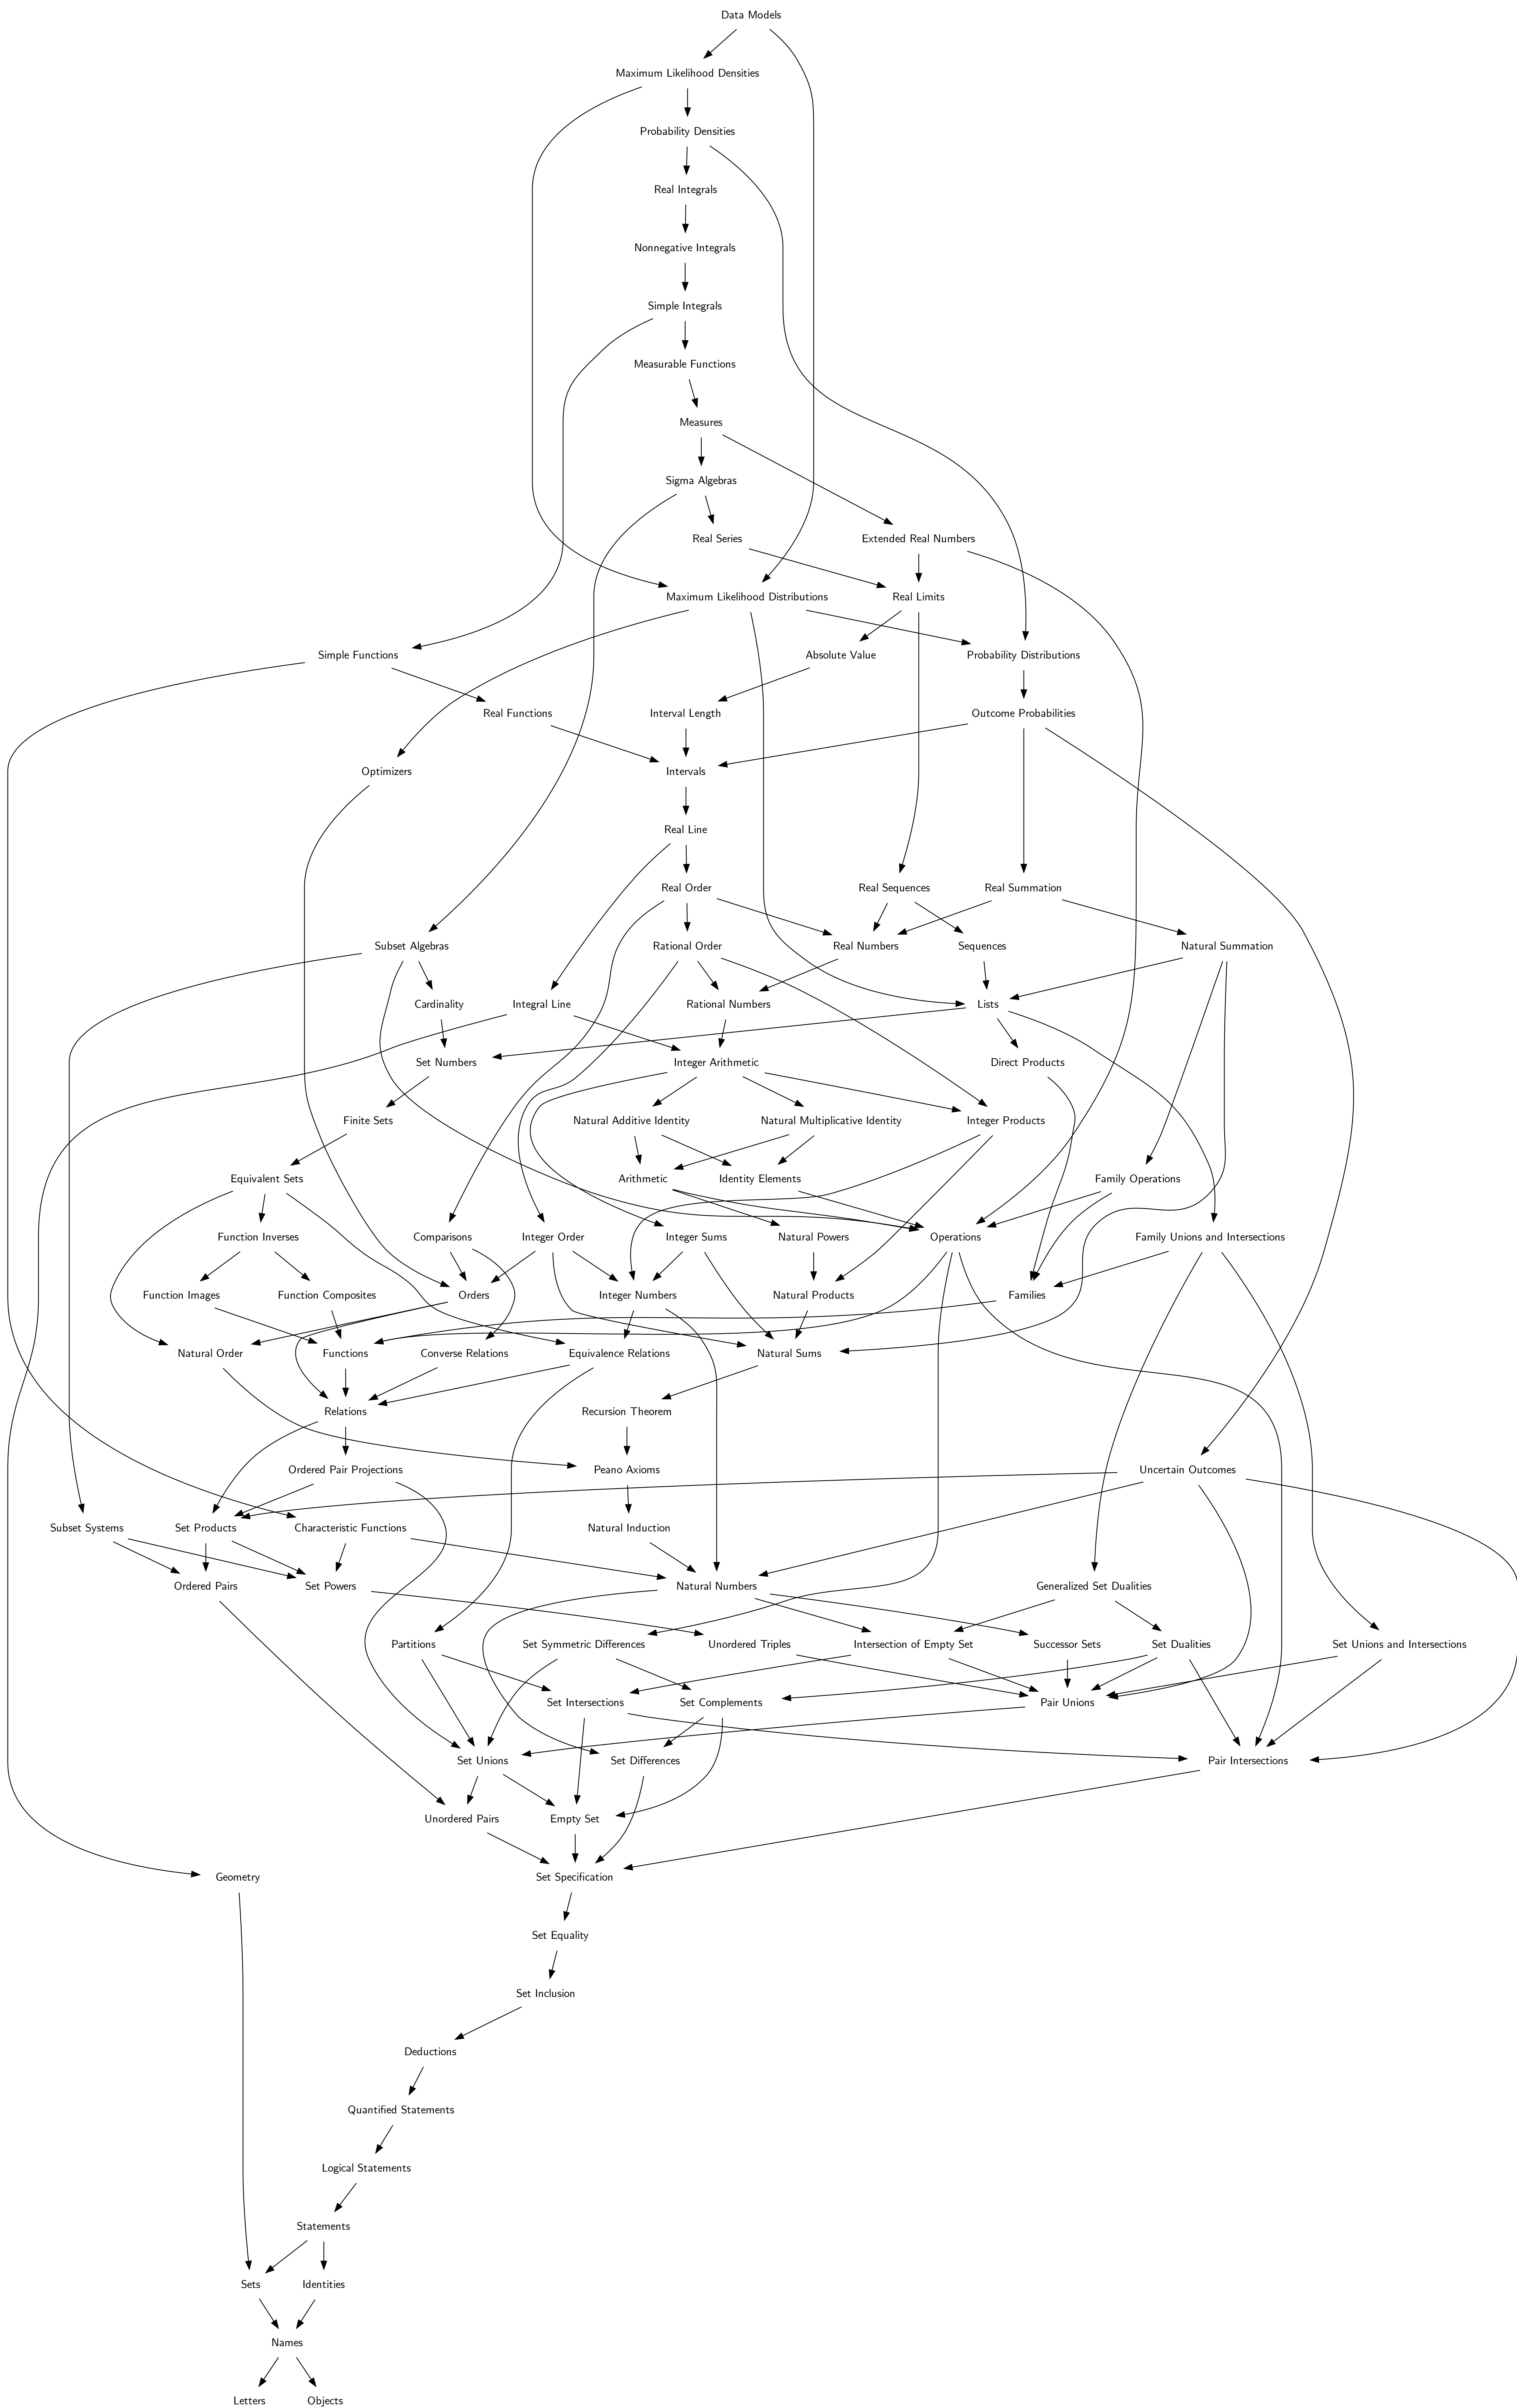 Data Models
Maximum Likelihood Densities
Probability Densities
Real Integrals
Nonnegative Integrals
Simple Integrals
Measurable Functions
Measures
Sigma Algebras
Real Series
Extended Real Numbers
Maximum Likelihood Distributions
Real Limits
Simple Functions
Absolute Value
Probability Distributions
Real Functions
Interval Length
Outcome Probabilities
Optimizers
Intervals
Real Line
Real Order
Real Sequences
Real Summation
Subset Algebras
Rational Order
Real Numbers
Sequences
Natural Summation
Cardinality
Integral Line
Rational Numbers
Lists
Set Numbers
Integer Arithmetic
Direct Products
Finite Sets
Natural Additive Identity
Natural Multiplicative Identity
Integer Products
Equivalent Sets
Arithmetic
Identity Elements
Family Operations
Function Inverses
Comparisons
Integer Order
Integer Sums
Natural Powers
Operations
Family Unions and Intersections
Function Images
Function Composites
Orders
Integer Numbers
Natural Products
Families
Natural Order
Functions
Converse Relations
Equivalence Relations
Natural Sums
Relations
Recursion Theorem
Ordered Pair Projections
Peano Axioms
Uncertain Outcomes
Subset Systems
Set Products
Characteristic Functions
Natural Induction
Ordered Pairs
Set Powers
Natural Numbers
Generalized Set Dualities
Partitions
Set Symmetric Differences
Unordered Triples
Intersection of Empty Set
Successor Sets
Set Dualities
Set Unions and Intersections
Set Intersections
Set Complements
Pair Unions
Set Unions
Set Differences
Pair Intersections
Unordered Pairs
Empty Set
Geometry
Set Specification
Set Equality
Set Inclusion
Deductions
Quantified Statements
Logical Statements
Statements
Sets
Identities
Names
Letters
Objects